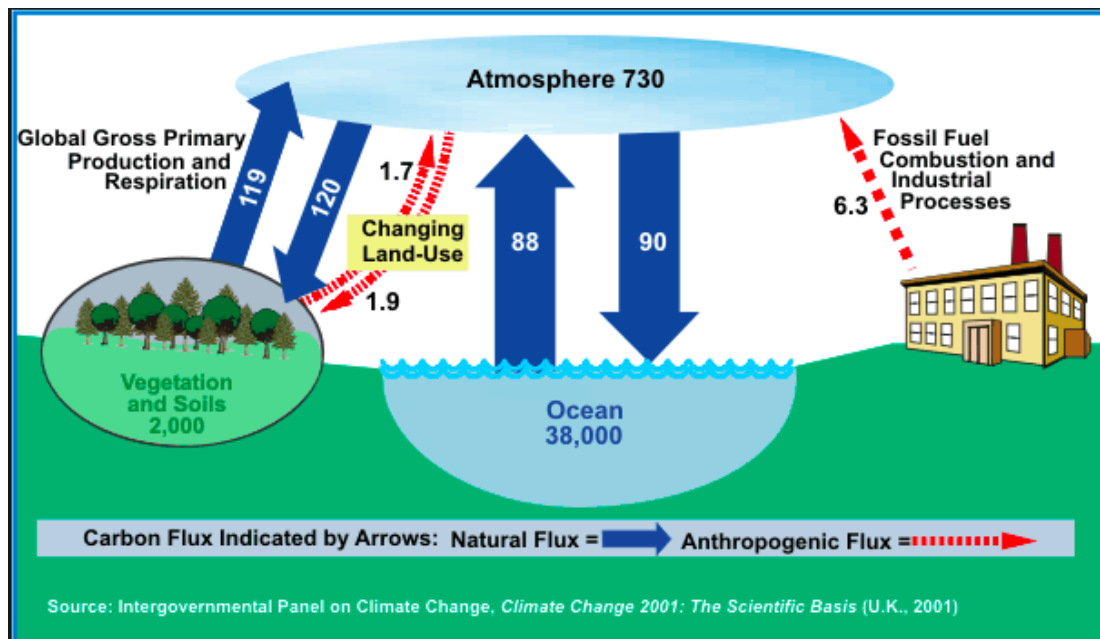 Atmosphere 730
Global Gross Primary
Production and
Respiration
119
120
1.7
Changing
Land-Use
1.9
88
90
Fossil Fuel
Combustion and
Industrial
Processes
6.3
Vegetation
and Soils
2,000
Ocean
38,000
Carbon Flux Indicated by Arrows: Natural Flux = Anthropogenic Flux =
Source: Intergovernmental Panel on Climate Change, Climate Change 2001: The Scientific Basis (U.K., 2001)